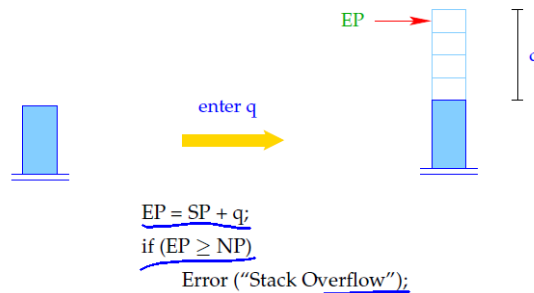 EP
enter q
EP = SP + q;
if (EP ≥ NP)
Error (“Stack Overflow”);